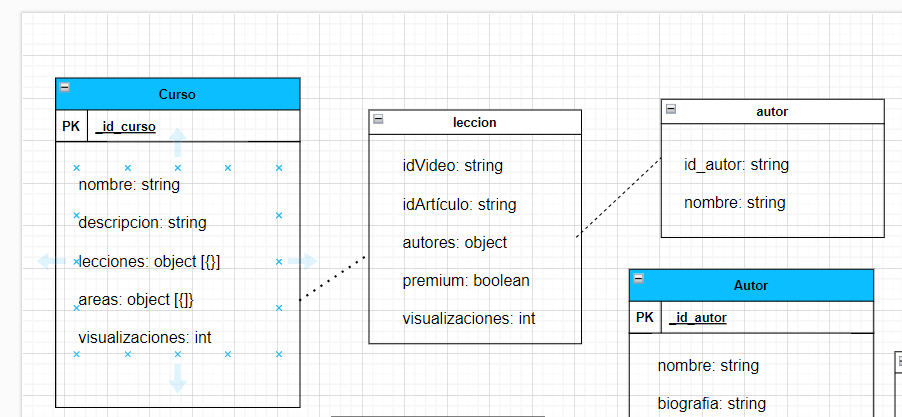 Curso
PK _id_curso
nombre: string
descripcion: string
lecciones: object [{}]
areas: object [{]}
visualizaciones: int
leccion
idVideo: string
idArtículo: string
autores: object
premium: boolean
visualizaciones: int
autor
id_autor: string
nombre: string
Autor
PK _id_autor
nombre: string
biografia: string